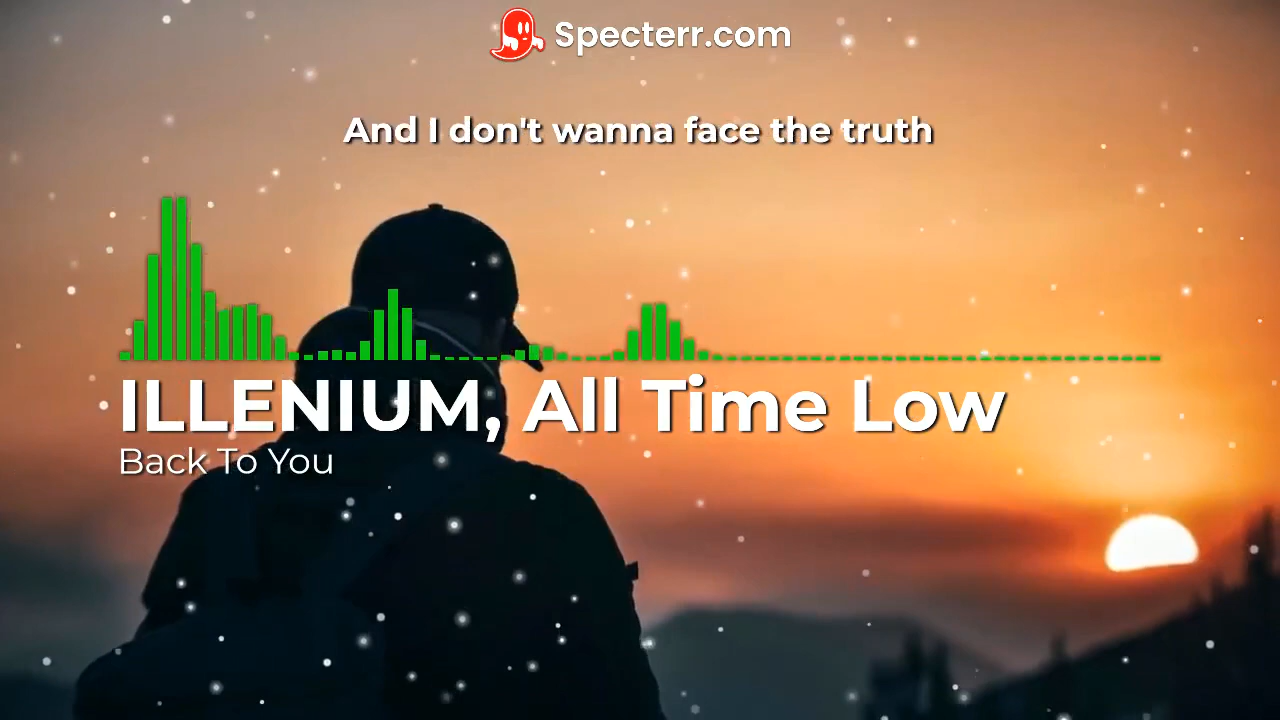 Specterr.com
And I don't wanna face the truth
ILLENIUM, All Time Low
Back To You